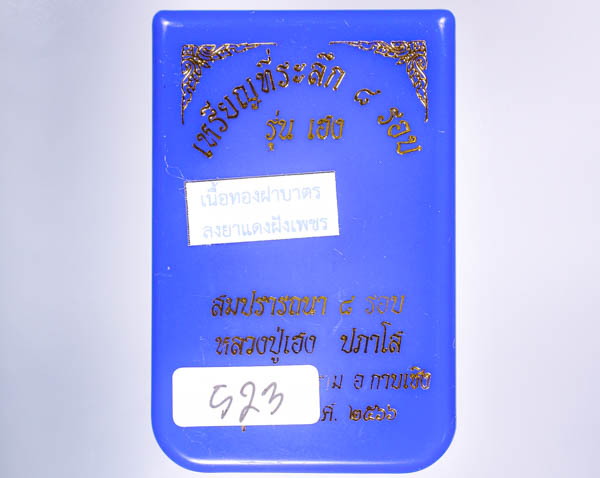 เหรียญที่ระลึก ๘ รอบ
รุ่น เฮง
เนื้อทองฝาบาตร
ลงยาแดงฝังเพชร
สมปรารถนา ๘ รอบ
หลวงปู่เฮง ปภาโส
อ.กาบเชิง
๒๕๖๖
523